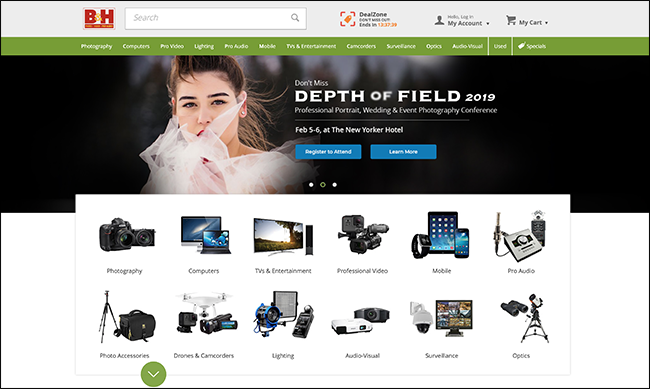 B&H
Search
DealZone
DON'T MISS OUT!
Ends in 13:37:39
Hello, Log in
My Account
My Cart
Photography Computers Pro Video Lighting Pro Audio Mobile TVs & Entertainment Camcorders Surveillance Optics Audio-Visual Used Specials
Don't Miss
DEPTH OF FIELD 2019
Professional Portrait, Wedding & Event Photography Conference
Feb 5-6, at The New Yorker Hotel
Register to Attend Learn More
Photography Computers TVs & Entertainment Professional Video Mobile Pro Audio
Photo Accessories Drones & Camcorders Lighting Audio-Visual Surveillance Optics